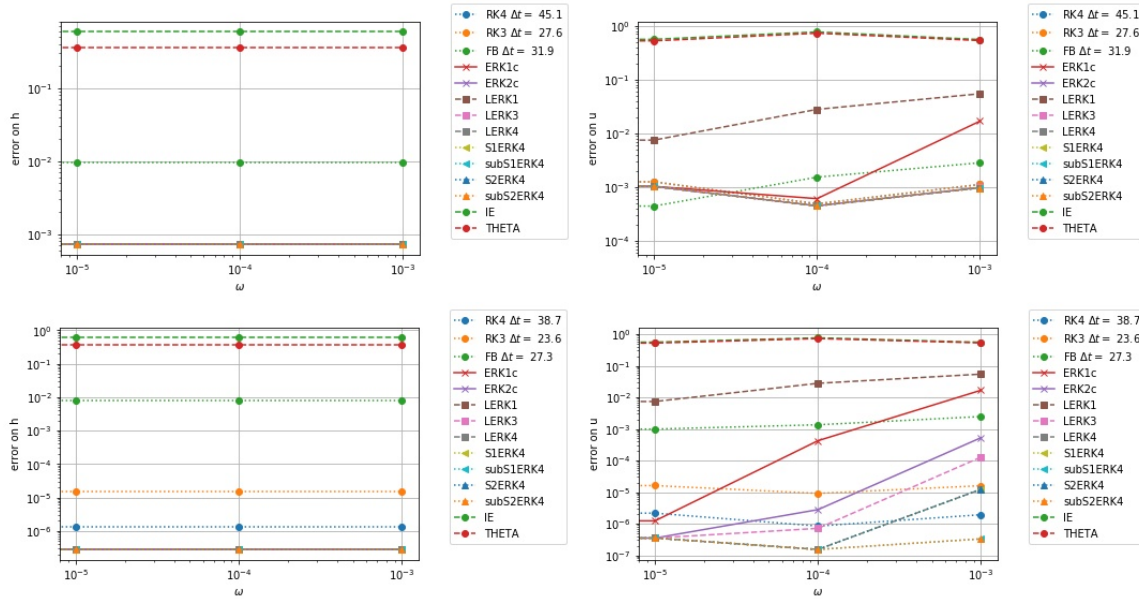 error on h
10⁻¹
10⁻²
10⁻³
10⁻⁵
10⁻⁴
10⁻³
ω
RK4 Δt = 45.1
RK3 Δt = 27.6
FB Δt = 31.9
ERK1c
ERK2c
LERK1
LERK3
LERK4
S1ERK4
subS1ERK4
S2ERK4
subS2ERK4
IE
THETA
error on u
10⁰
10⁻¹
10⁻²
10⁻³
10⁻⁴
10⁻⁵
10⁻⁴
10⁻³
ω
RK4 Δt = 45.1
RK3 Δt = 27.6
FB Δt = 31.9
ERK1c
ERK2c
LERK1
LERK3
LERK4
S1ERK4
subS1ERK4
S2ERK4
subS2ERK4
IE
THETA
error on h
10⁰
10⁻¹
10⁻²
10⁻³
10⁻⁴
10⁻⁵
10⁻⁶
10⁻⁵
10⁻⁴
10⁻³
ω
RK4 Δt = 38.7
RK3 Δt = 23.6
FB Δt = 27.3
ERK1c
ERK2c
LERK1
LERK3
LERK4
S1ERK4
subS1ERK4
S2ERK4
subS2ERK4
IE
THETA
error on u
10⁰
10⁻¹
10⁻²
10⁻³
10⁻⁴
10⁻⁵
10⁻⁶
10⁻⁷
10⁻⁵
10⁻⁴
10⁻³
ω
RK4 Δt = 38.7
RK3 Δt = 23.6
FB Δt = 27.3
ERK1c
ERK2c
LERK1
LERK3
LERK4
S1ERK4
subS1ERK4
S2ERK4
subS2ERK4
IE
THETA